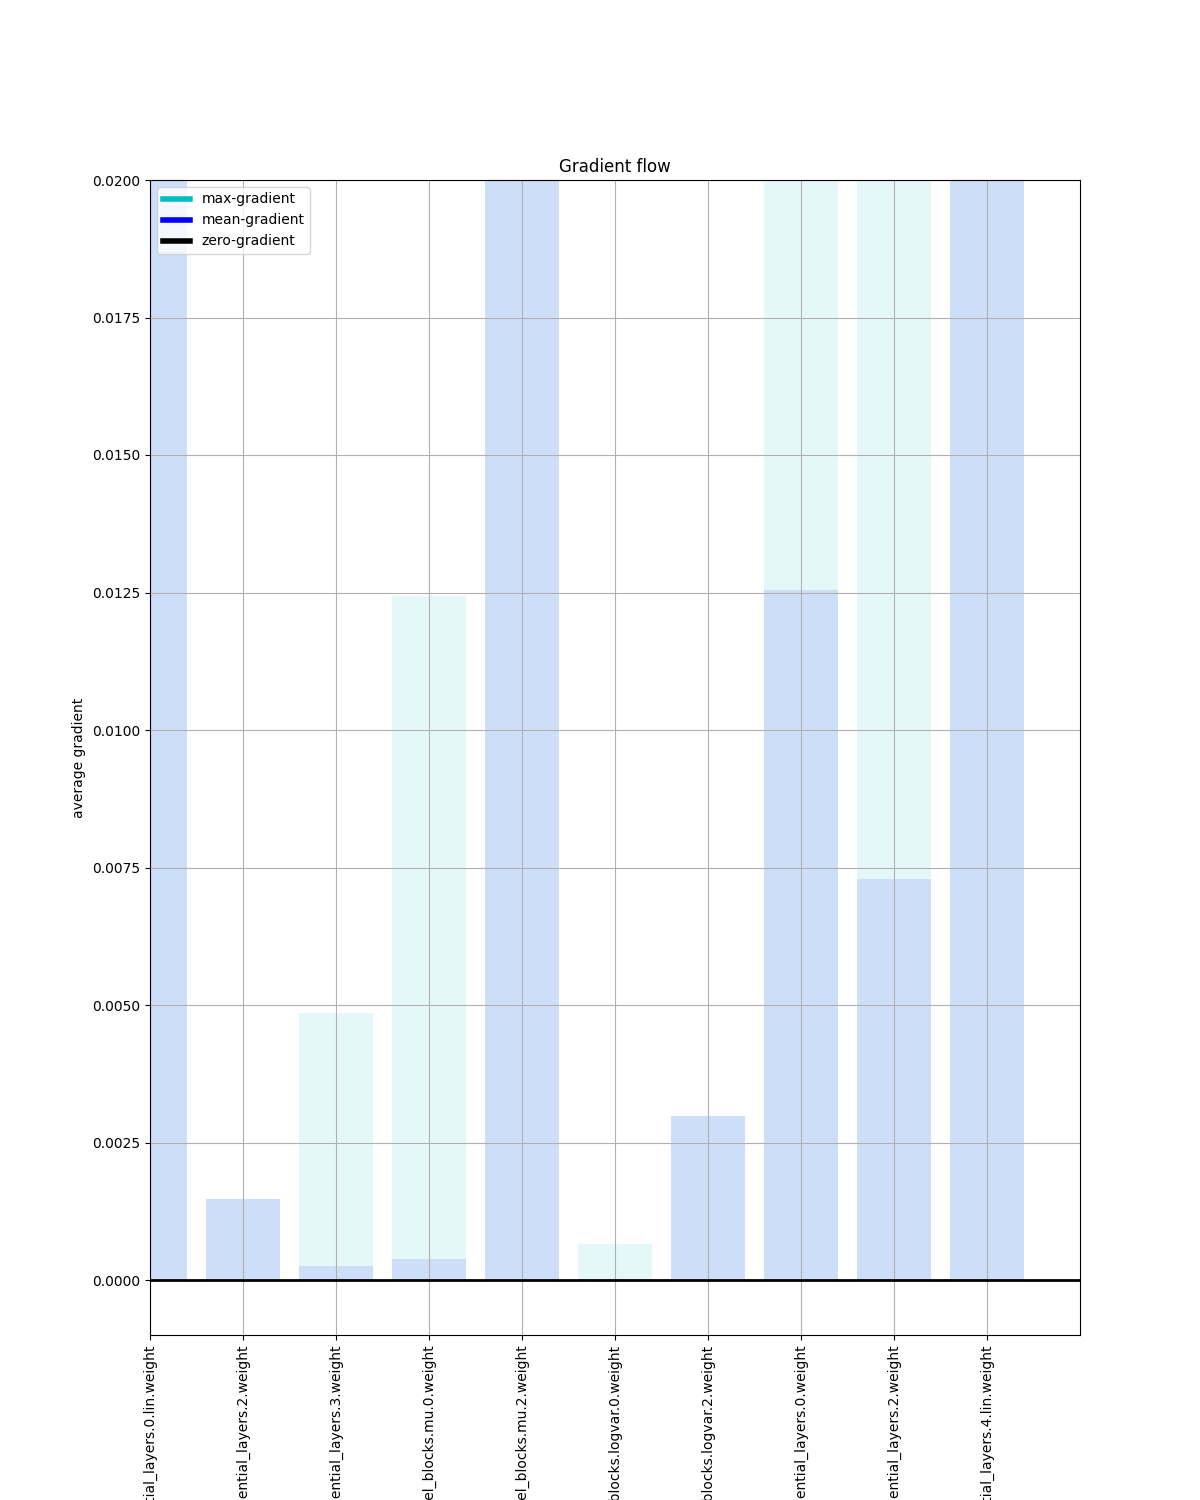 Gradient flow
max-gradient
mean-gradient
zero-gradient
0.0200
0.0175
0.0150
0.0125
0.0100
0.0075
0.0050
0.0025
0.0000
average gradient
tial_layers.0.lin.weight
ential_layers.2.weight
ential_layers.3.weight
el_blocks.mu.0.weight
el_blocks.mu.2.weight
blocks.logvar.0.weight
blocks.logvar.2.weight
ential_layers.0.weight
ential_layers.2.weight
tial_layers.4.lin.weight